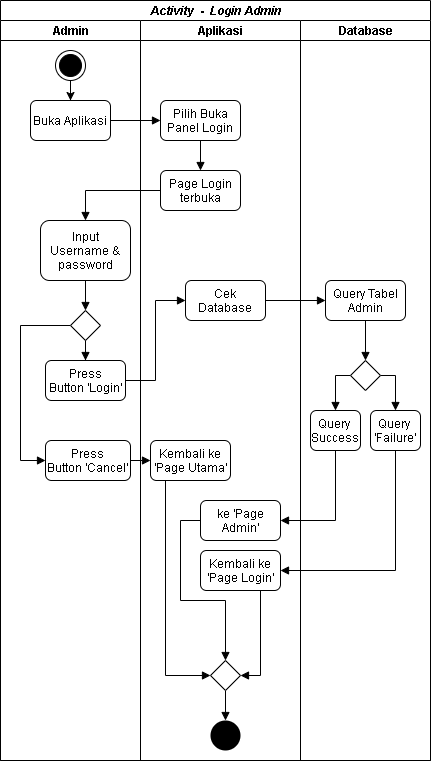 Activity - Login Admin
Admin
Aplikasi
Database
Buka Aplikasi
Pilih Buka
Panel Login
Page Login
terbuka
Input
Username &
password
Cek
Database
Query Tabel
Admin
Press
Button 'Login'
Query
Success
Query
'Failure'
Press
Button 'Cancel'
Kembali ke
'Page Utama'
ke 'Page
Admin'
Kembali ke
'Page Login'